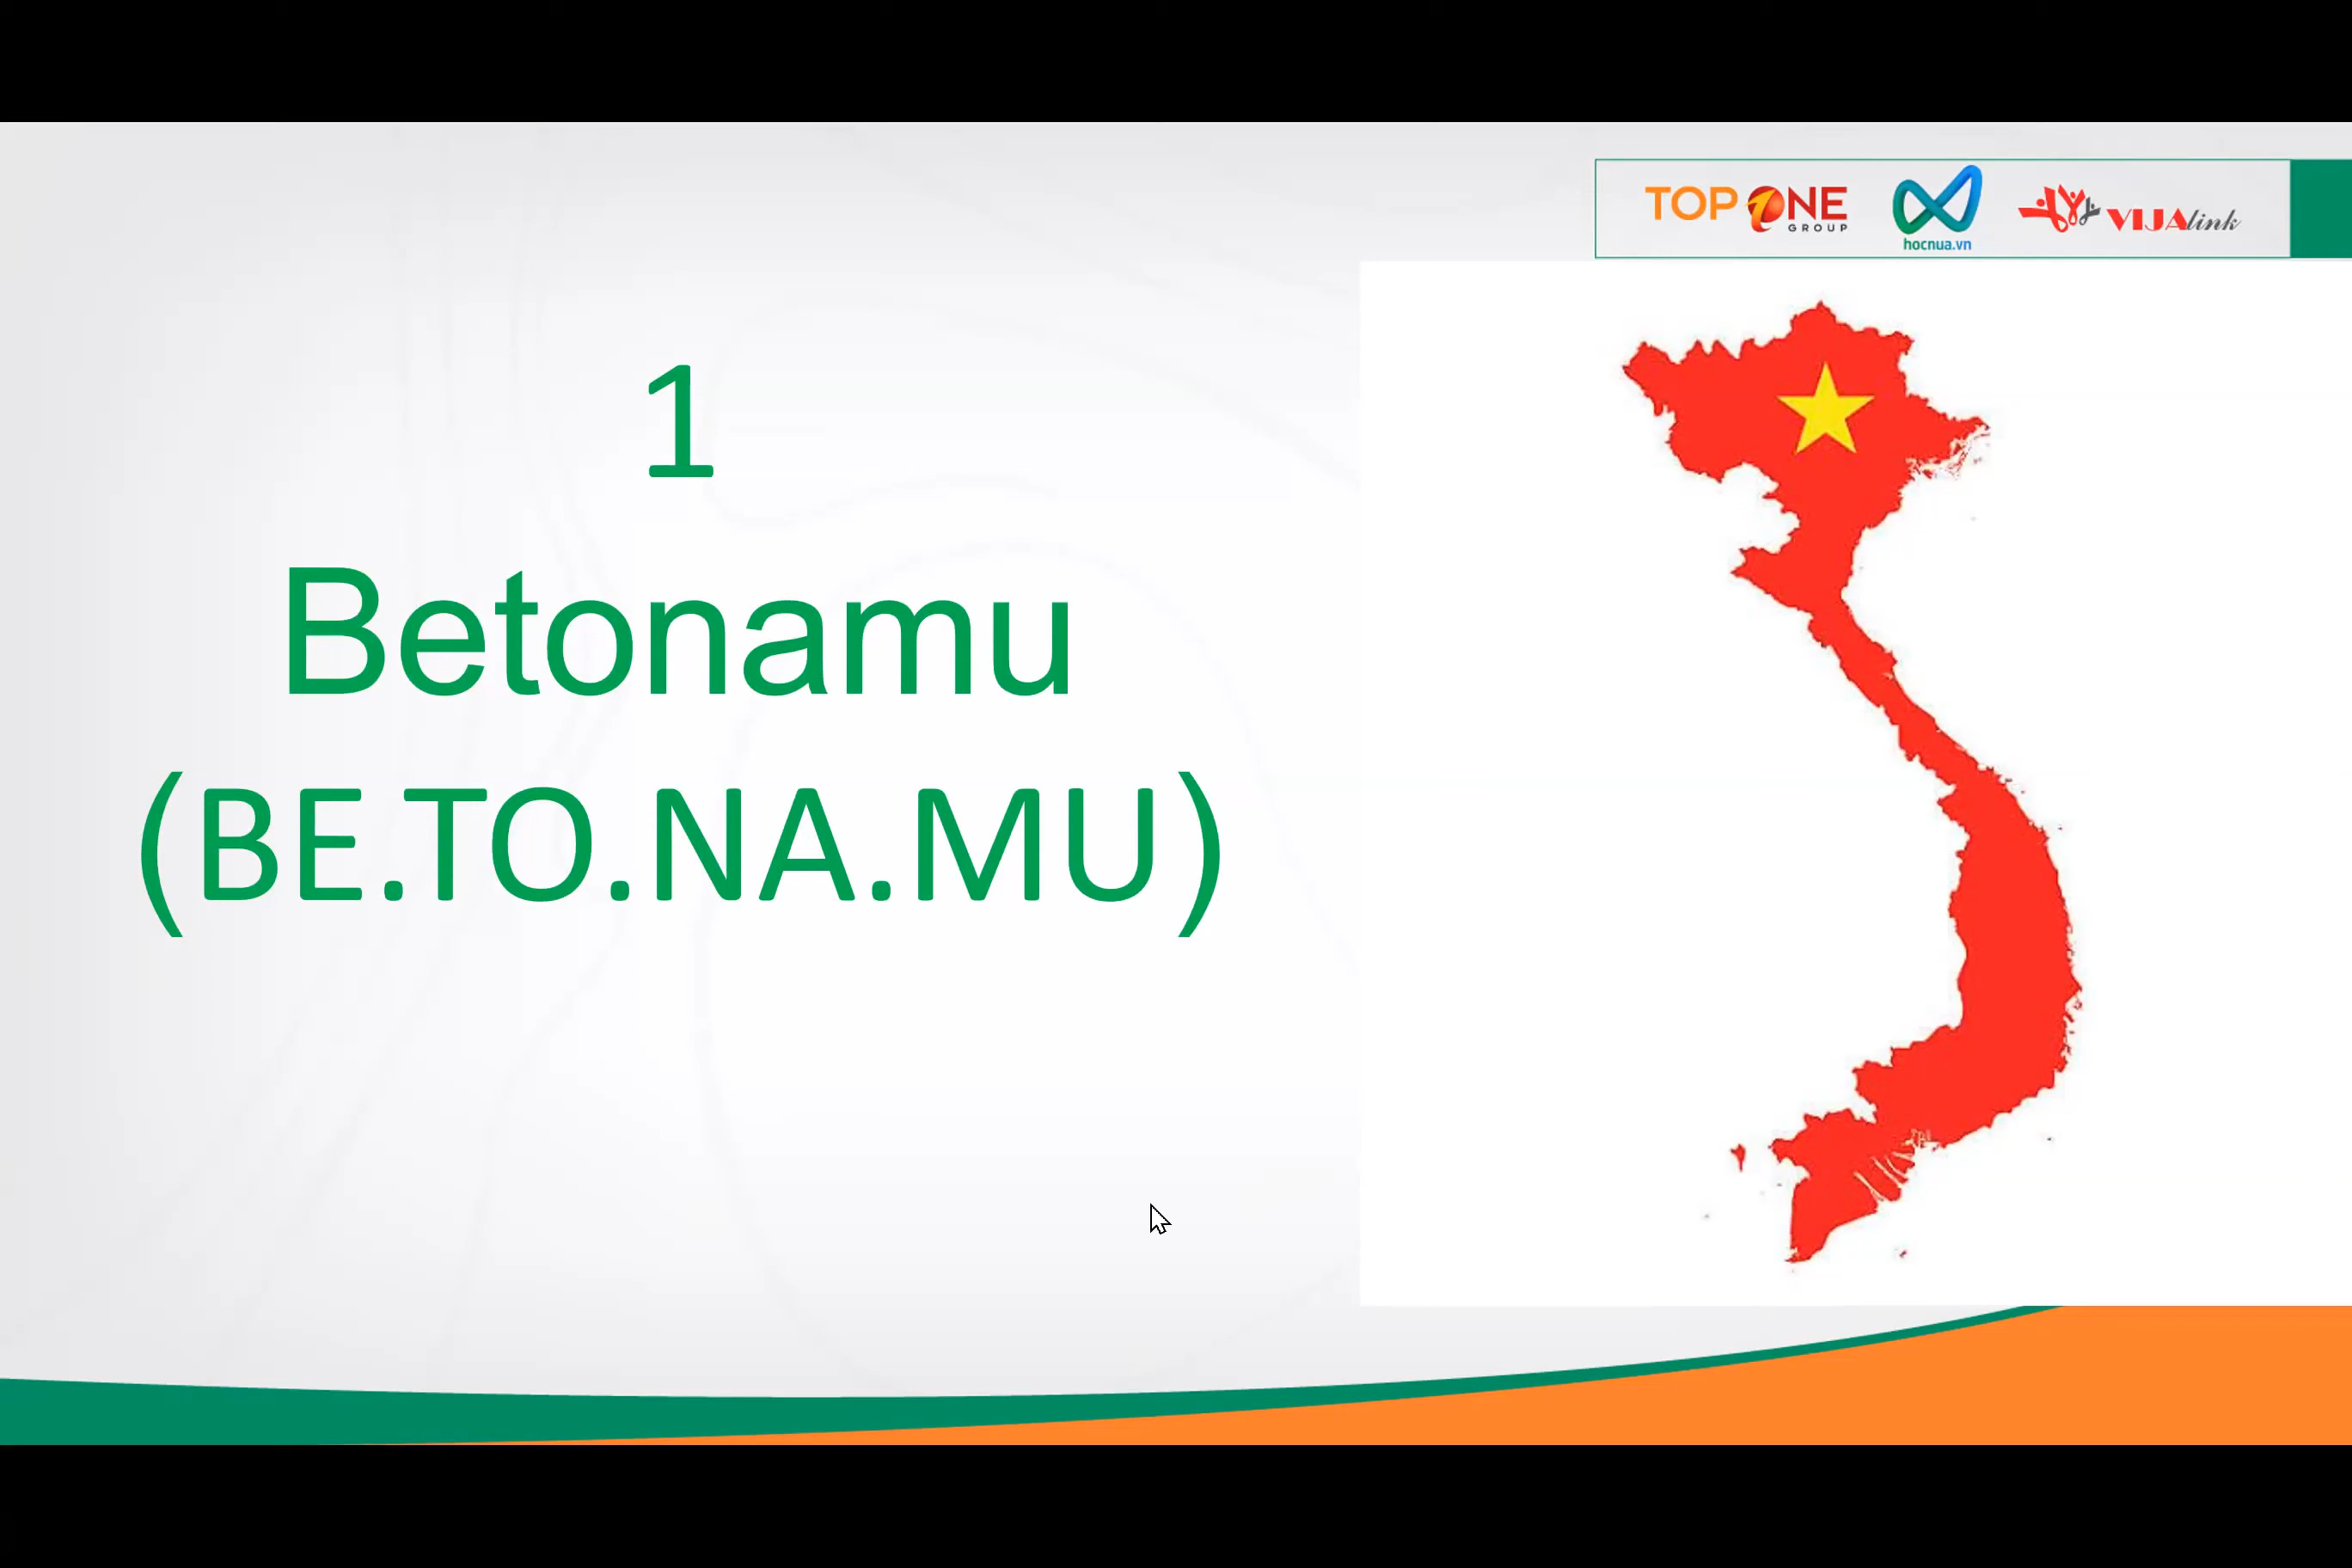 TOP ONE
GROUP
hocnua.vn
VIJAlink
1
Betonamu
(BE.TO.NA.MU)